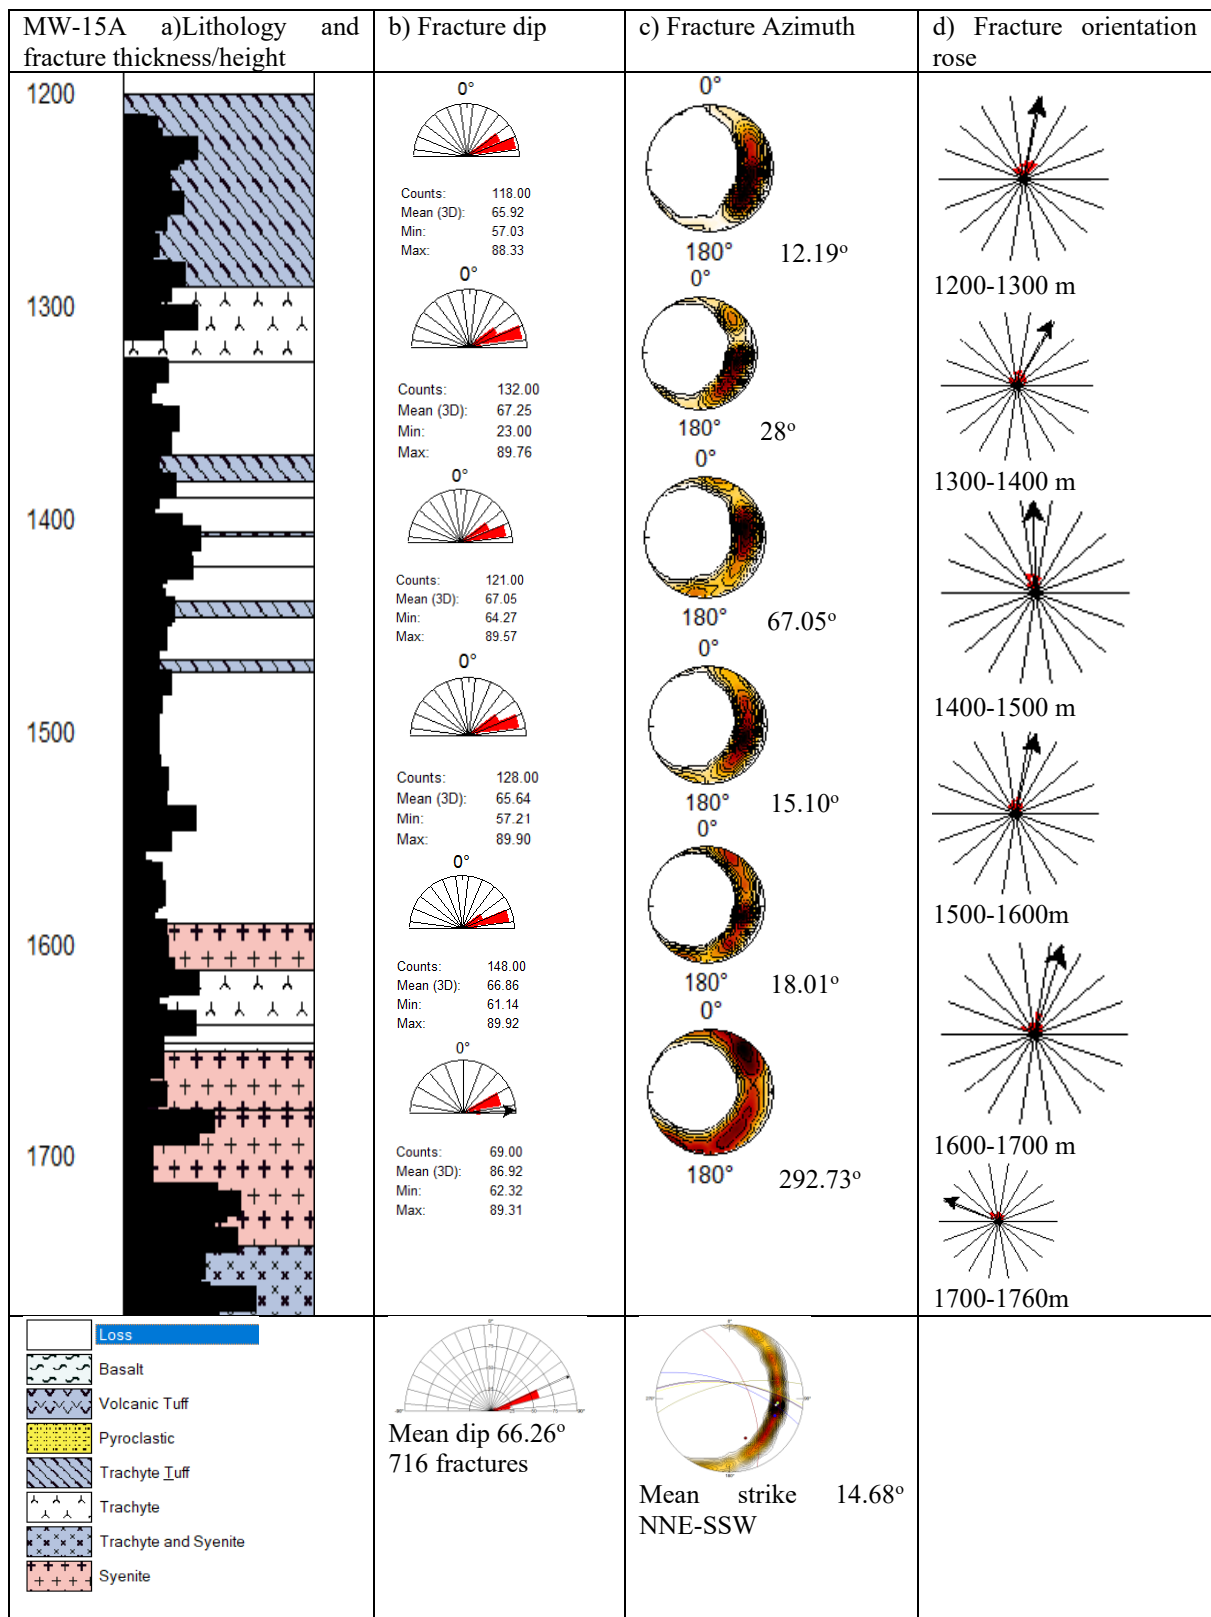 MW-15A a)Lithology and
fracture thickness/height
b) Fracture dip
c) Fracture Azimuth
d) Fracture orientation
rose
1200
1300
1400
1500
1600
1700
0°
Counts: 118.00
Mean (3D): 65.92
Min: 57.03
Max: 88.33
0°
Counts: 132.00
Mean (3D): 67.25
Min: 23.00
Max: 89.76
0°
Counts: 121.00
Mean (3D): 67.05
Min: 64.27
Max: 89.57
0°
Counts: 128.00
Mean (3D): 65.64
Min: 57.21
Max: 89.90
0°
Counts: 148.00
Mean (3D): 66.86
Min: 61.14
Max: 89.92
0°
Counts: 69.00
Mean (3D): 86.92
Min: 62.32
Max: 89.31
0°
180° 12.19°
0°
180° 28°
0°
180° 67.05°
0°
180° 15.10°
0°
180° 18.01°
0°
180° 292.73°
1200-1300 m
1300-1400 m
1400-1500 m
1500-1600m
1600-1700 m
1700-1760m
Loss
Basalt
Volcanic Tuff
Pyroclastic
Trachyte Tuff
Trachyte
Trachyte and Syenite
Syenite
Mean dip 66.26°
716 fractures
Mean strike 14.68°
NNE-SSW